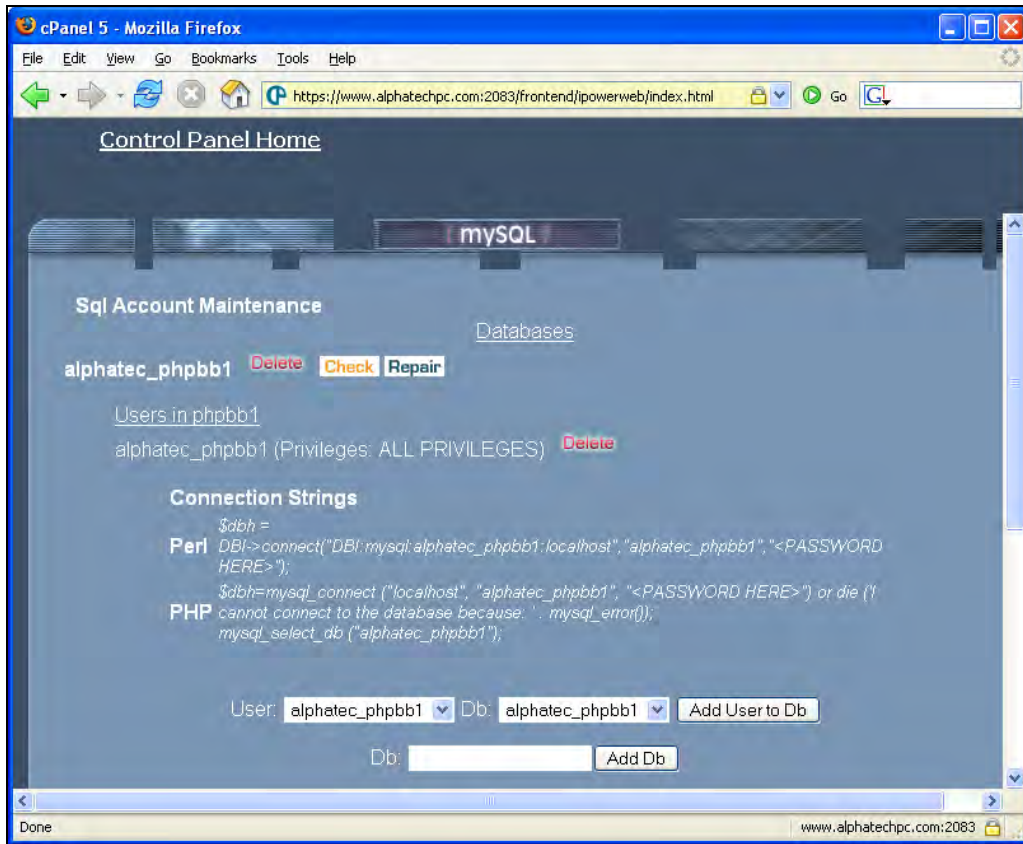 cPanel 5 - Mozilla Firefox
File Edit View Go Bookmarks Tools Help
https://www.alphatechpc.com:2083/frontend/ipowerweb/index.html Go G
Control Panel Home
mySQL
Sql Account Maintenance
Databases
alphatec_phpbb1 Delete Check Repair
Users in phpbb1
alphatec_phpbb1 (Privileges: ALL PRIVILEGES) Delete
Connection Strings
$dbh =
Perl DBI->connect("DBI:mysql:alphatec_phpbb1:localhost","alphatec_phpbb1","<PASSWORD
HERE>");
$dbh=mysql_connect ("localhost", "alphatec_phpbb1", "<PASSWORD HERE>") or die ('I
PHP cannot connect to the database because: ' . mysql_error());
mysql_select_db ("alphatec_phpbb1");
User: alphatec_phpbb1 Db: alphatec_phpbb1 Add User to Db
Db: Add Db
Done www.alphatechpc.com:2083